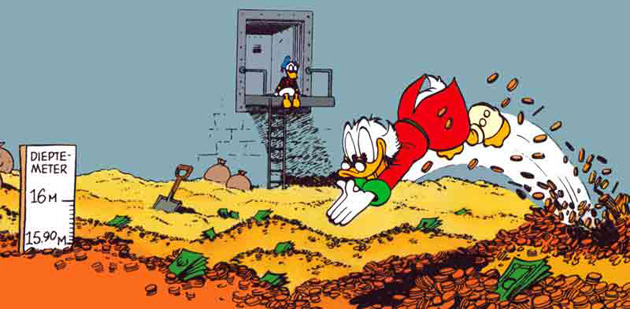 DIEPTE-
METER
16 M
15.90 M